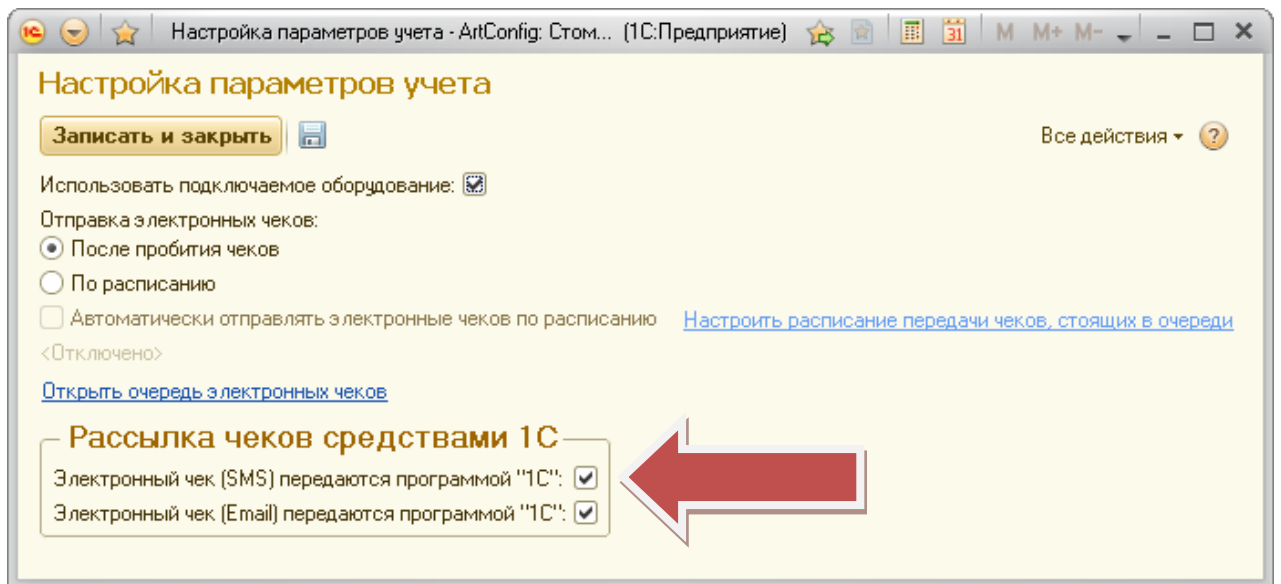 Настройка параметров учета - ArtConfig: Стом... (1С:Предприятие) 31 M M+ M-
Настройка параметров учета
Записать и закрыть Все действия ?
Использовать подключаемое оборудование:
Отправка электронных чеков:
После пробития чеков
По расписанию
Автоматически отправлять электронные чеков по расписанию Настроить расписание передачи чеков, стоящих в очереди
<Отключено>
Открыть очередь электронных чеков
Рассылка чеков средствами 1С
Электронный чек (SMS) передаются программой "1С":
Электронный чек (Email) передаются программой "1С":